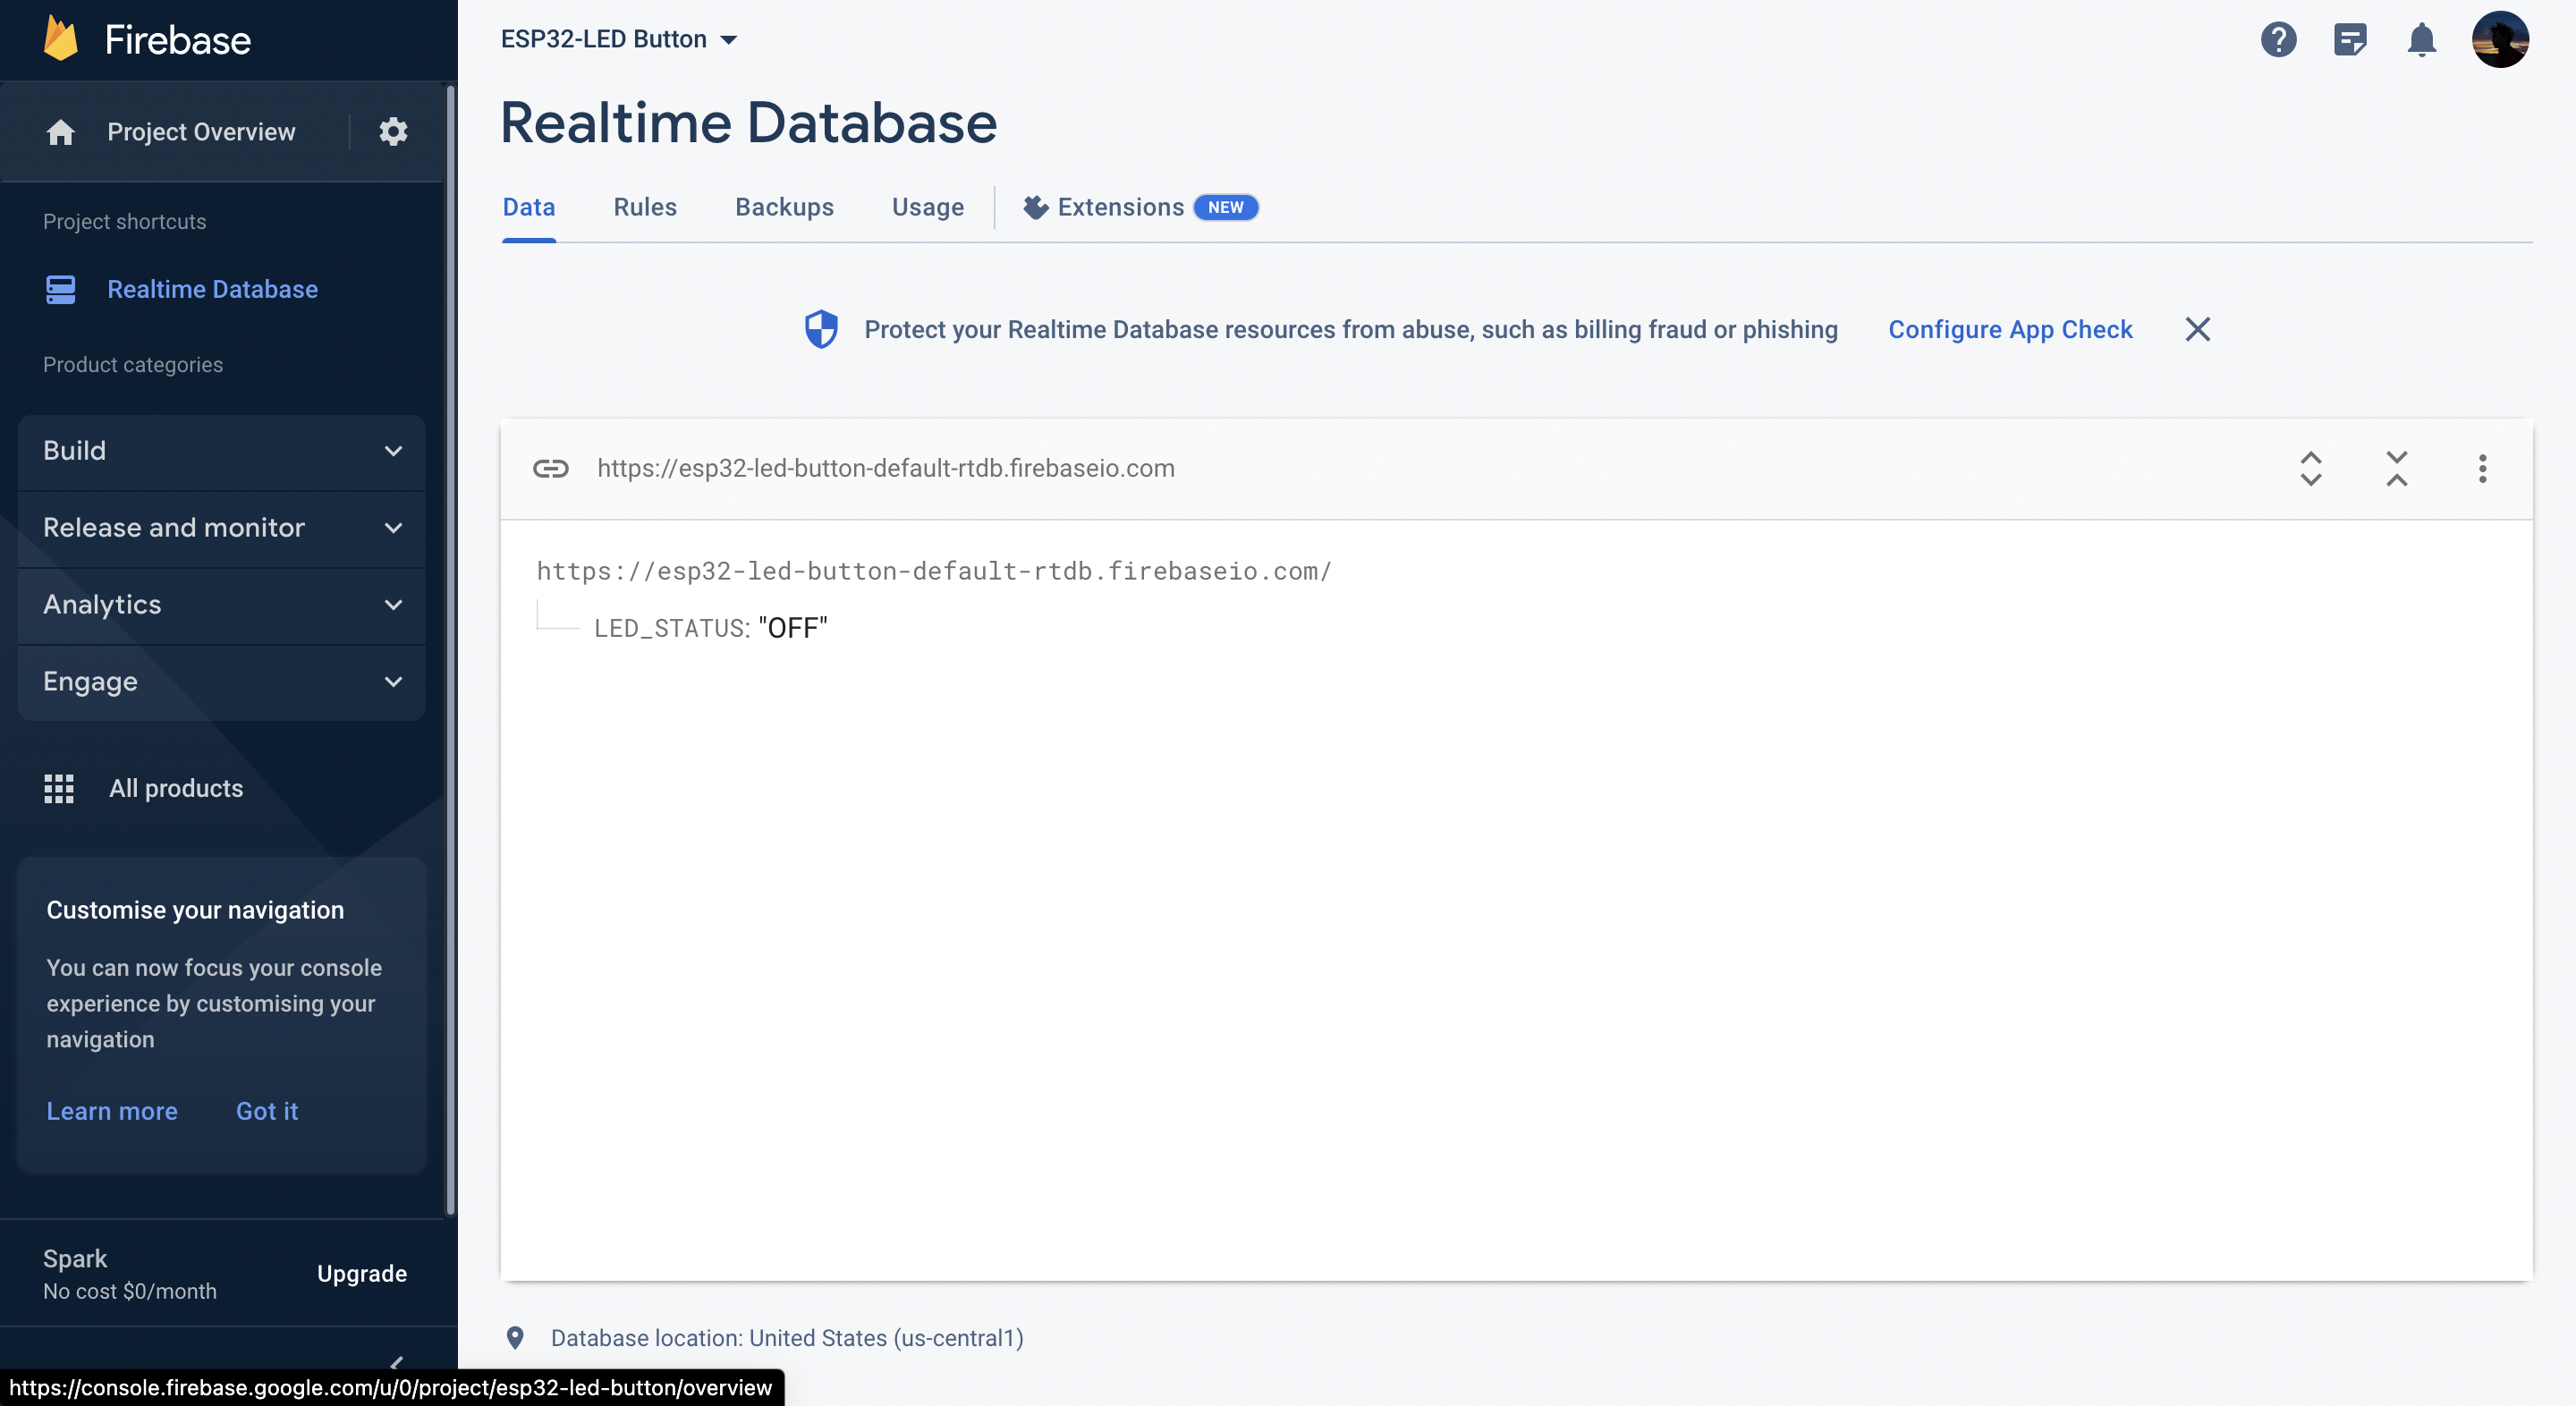 Firebase
Project Overview
Project shortcuts
Realtime Database
Product categories
Build
Release and monitor
Analytics
Engage
All products
Customise your navigation
You can now focus your console
experience by customising your
navigation
Learn more Got it
Spark
No cost $0/month
Upgrade
https://console.firebase.google.com/u/0/project/esp32-led-button/overview
ESP32-LED Button
Realtime Database
Data Rules Backups Usage Extensions NEW
Protect your Realtime Database resources from abuse, such as billing fraud or phishing Configure App Check
https://esp32-led-button-default-rtdb.firebaseio.com
https://esp32-led-button-default-rtdb.firebaseio.com/
LED_STATUS: "OFF"
Database location: United States (us-central1)